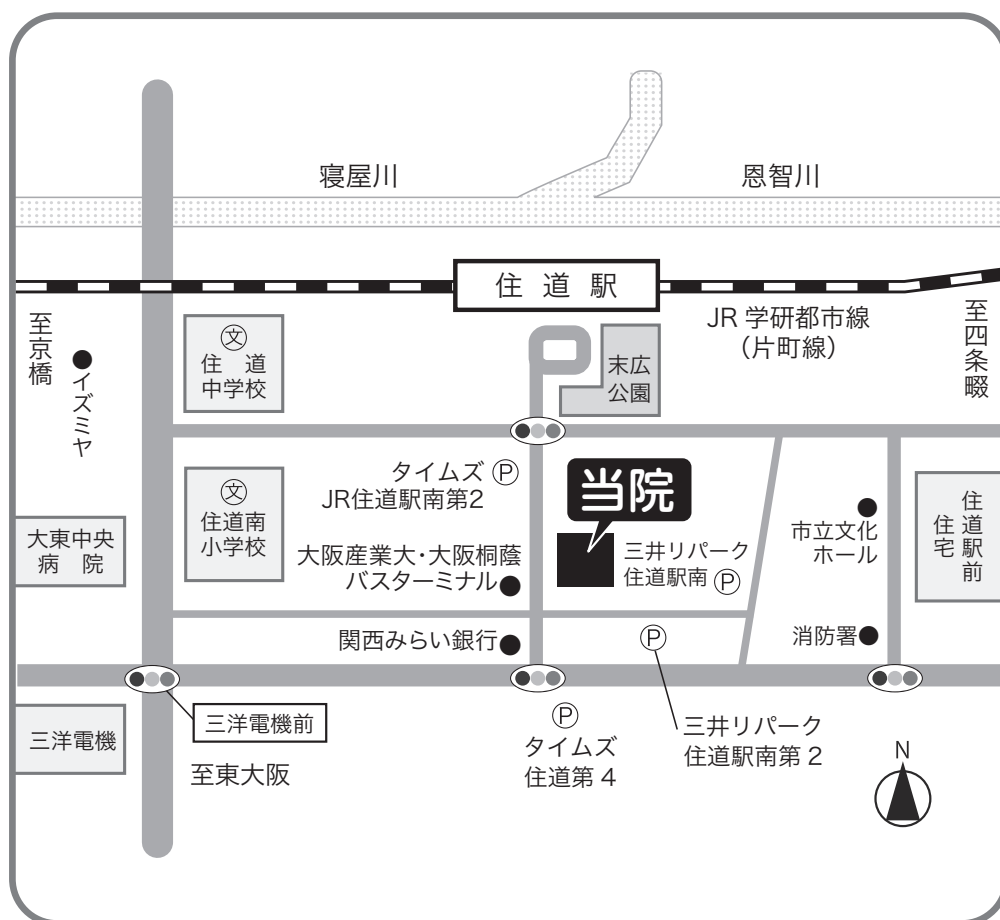 寝屋川
恩智川
住道駅
JR 学研都市線
（片町線）
至京橋
至四条畷
イズミヤ
文
住　道
中学校
末広
公園
タイムズ Ⓟ
JR住道駅南第2
当院
文
住道南
小学校
大東中央
病　院
大阪産業大・大阪桐蔭
バスターミナル
三井リパーク
住道駅南 Ⓟ
市立文化
ホール
住道駅前
住宅
関西みらい銀行
Ⓟ
消防署
三洋電機
三洋電機前
至東大阪
Ⓟ
タイムズ
住道第 4
三井リパーク
住道駅南第 2
N